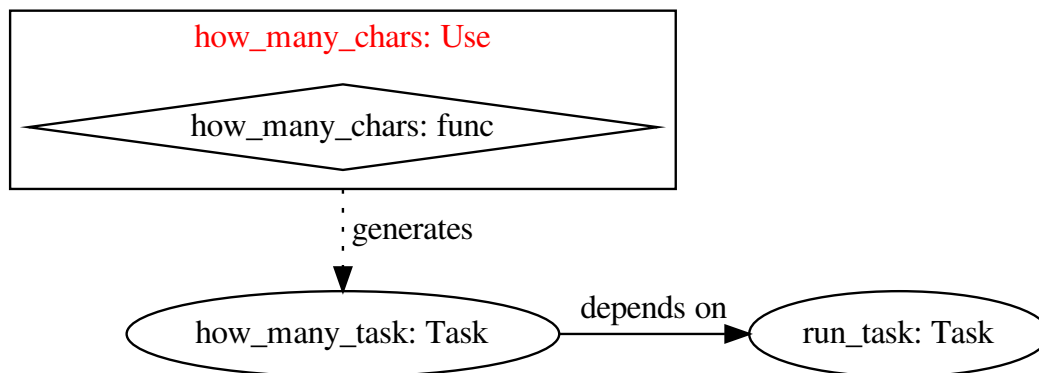 how_many_chars: Use
how_many_chars: func
generates
depends on
how_many_task: Task
run_task: Task